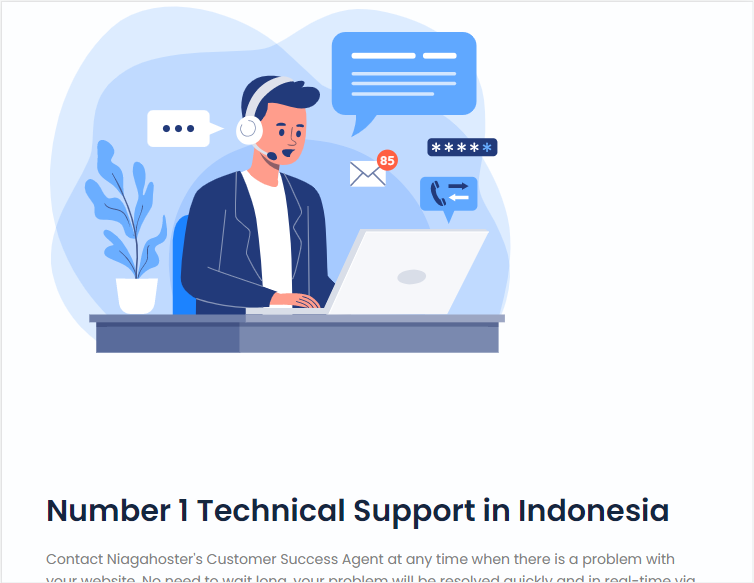 85
*****
Number 1 Technical Support in Indonesia
Contact Niagahoster's Customer Success Agent at any time when there is a problem with
your website. No need to wait long, your problem will be resolved quickly and in real-time via